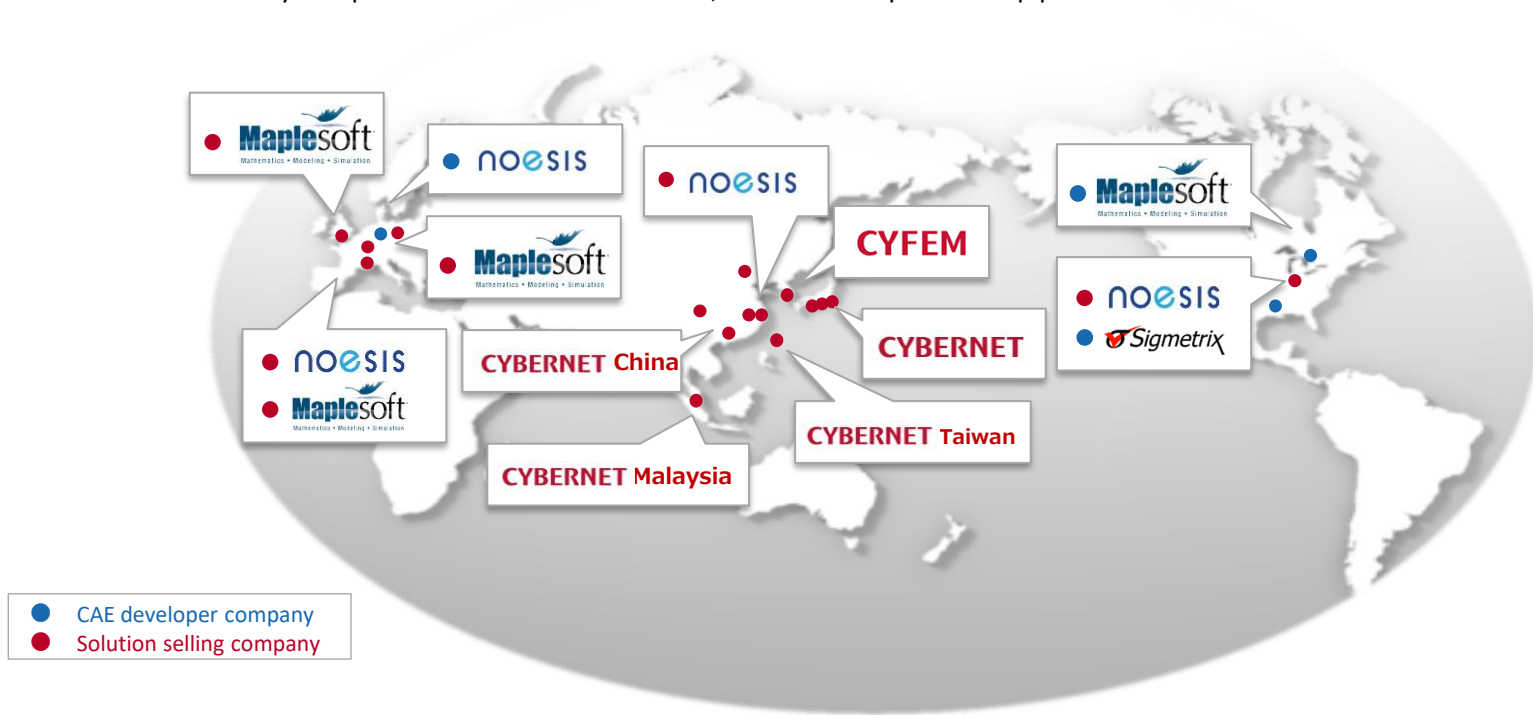 Maplesoft
Mathematics • Modeling • Simulation
noesis
Maplesoft
Mathematics • Modeling • Simulation
noesis
Maplesoft
Mathematics • Modeling • Simulation
noesis
CYFEM
CYBERNET
CYBERNET China
CYBERNET Taiwan
CYBERNET Malaysia
Maplesoft
Mathematics • Modeling • Simulation
noesis
Sigmetrix
CAE developer company
Solution selling company